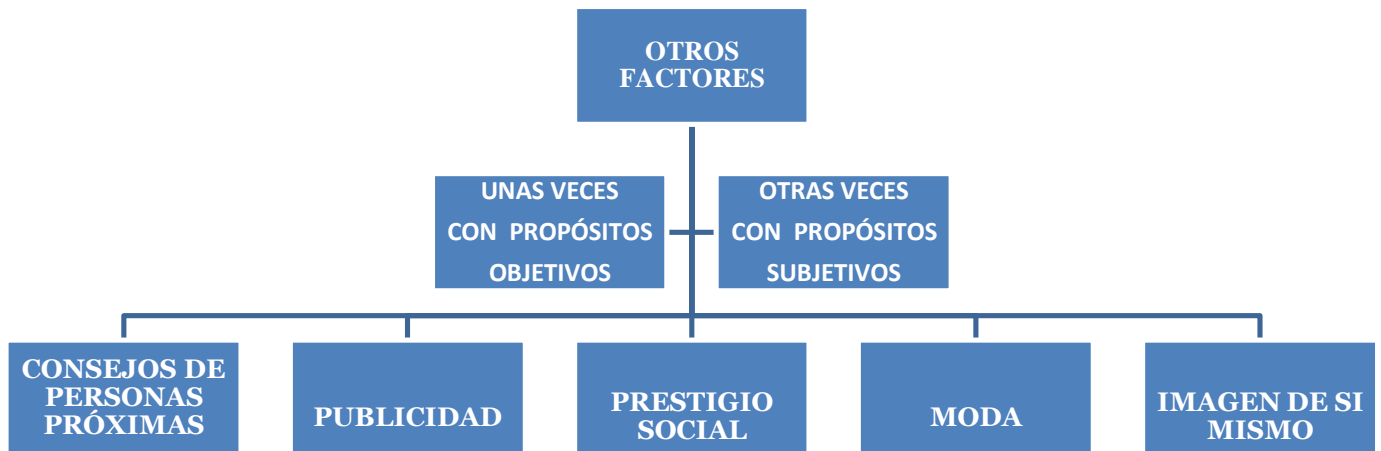 OTROS
FACTORES
UNAS VECES
CON PROPÓSITOS
OBJETIVOS
OTRAS VECES
CON PROPÓSITOS
SUBJETIVOS
CONSEJOS DE
PERSONAS
PRÓXIMAS
PUBLICIDAD
PRESTIGIO
SOCIAL
MODA
IMAGEN DE SI
MISMO